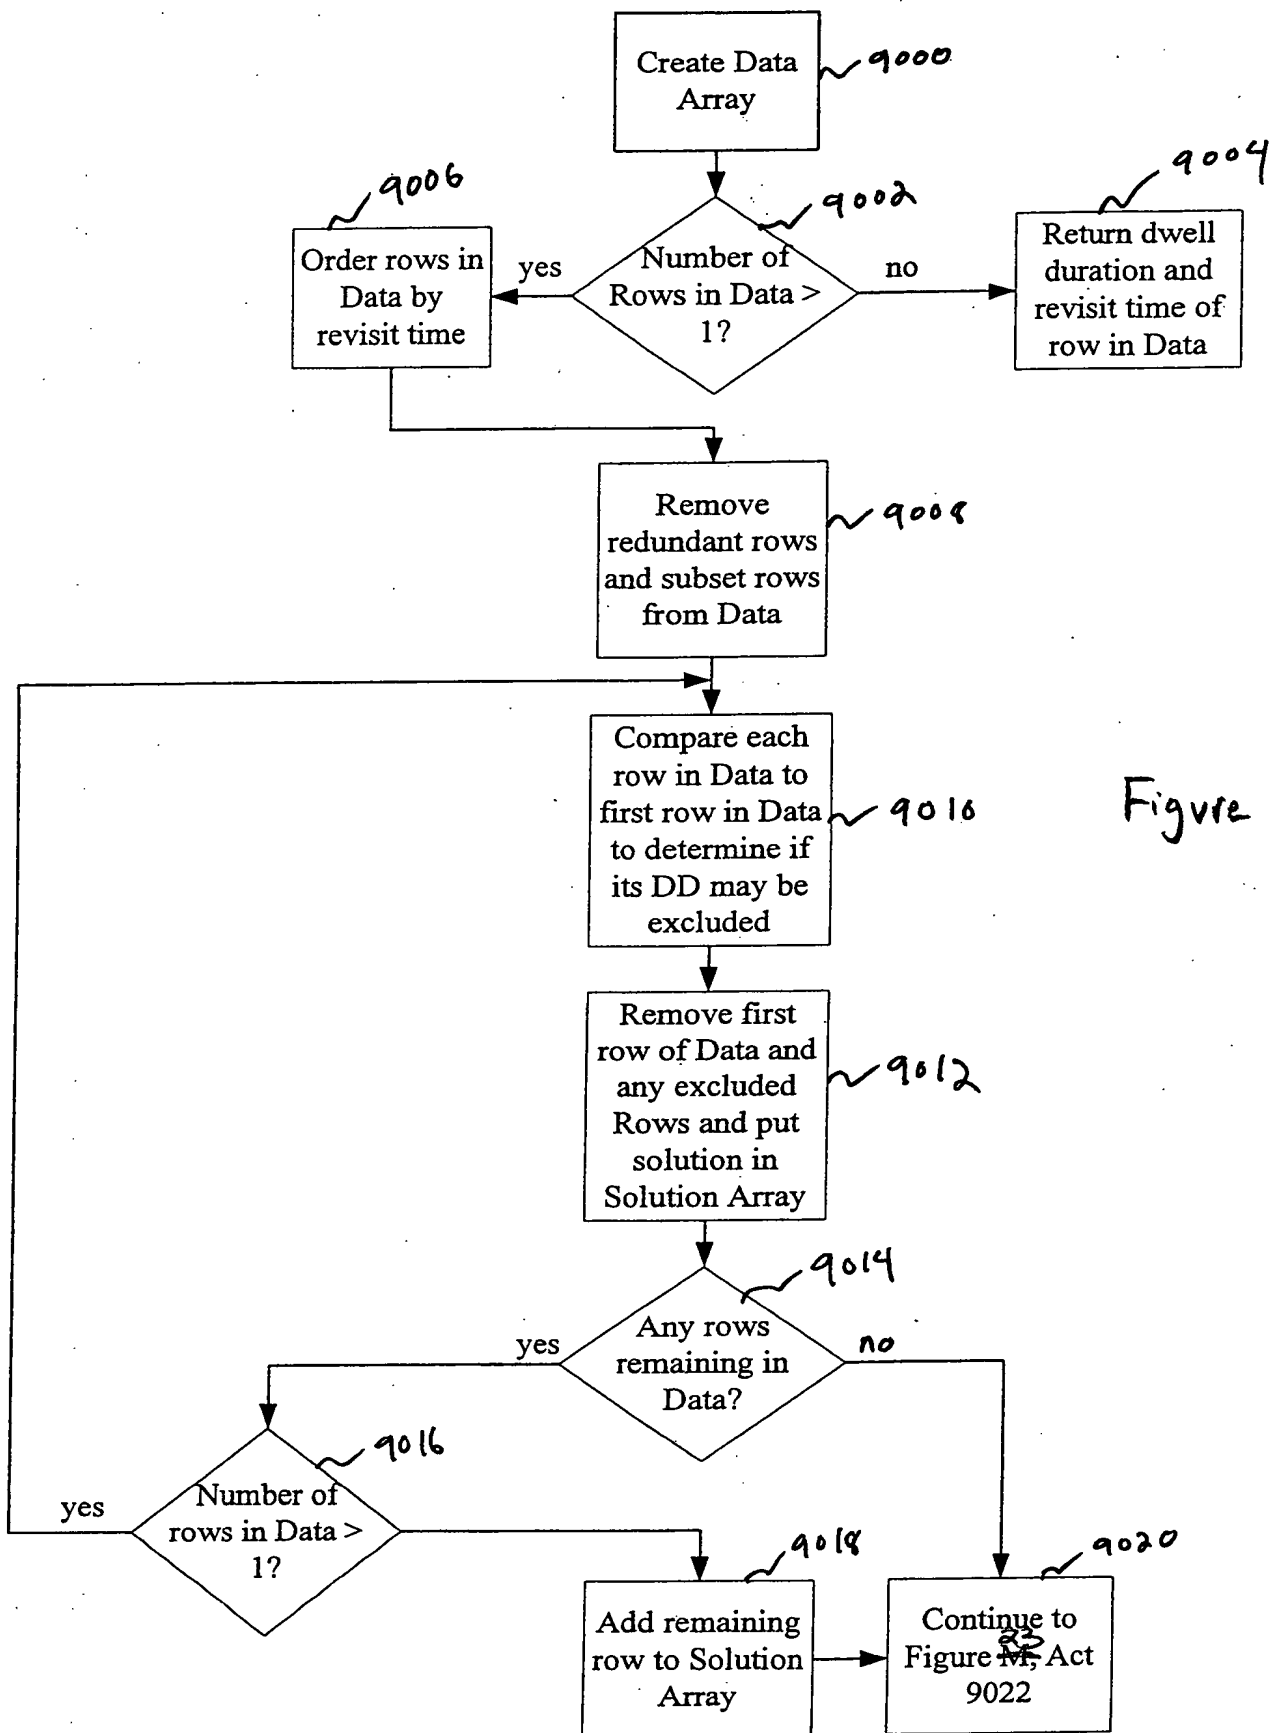 Create Data
Array
9000
9006
9002
9004
Order rows in
Data by
revisit time
yes
Number of
Rows in Data >
1?
no
Return dwell
duration and
revisit time of
row in Data
Remove
redundant rows
and subset rows
from Data
9008
Compare each
row in Data to
first row in Data
to determine if
its DD may be
excluded
9010
Figure
Remove first
row of Data and
any excluded
Rows and put
solution in
Solution Array
9012
9014
yes
Any rows
remaining in
Data?
no
9016
yes
Number of
rows in Data >
1?
9018
9020
Add remaining
row to Solution
Array
Continue to
23
Figure M, Act
9022